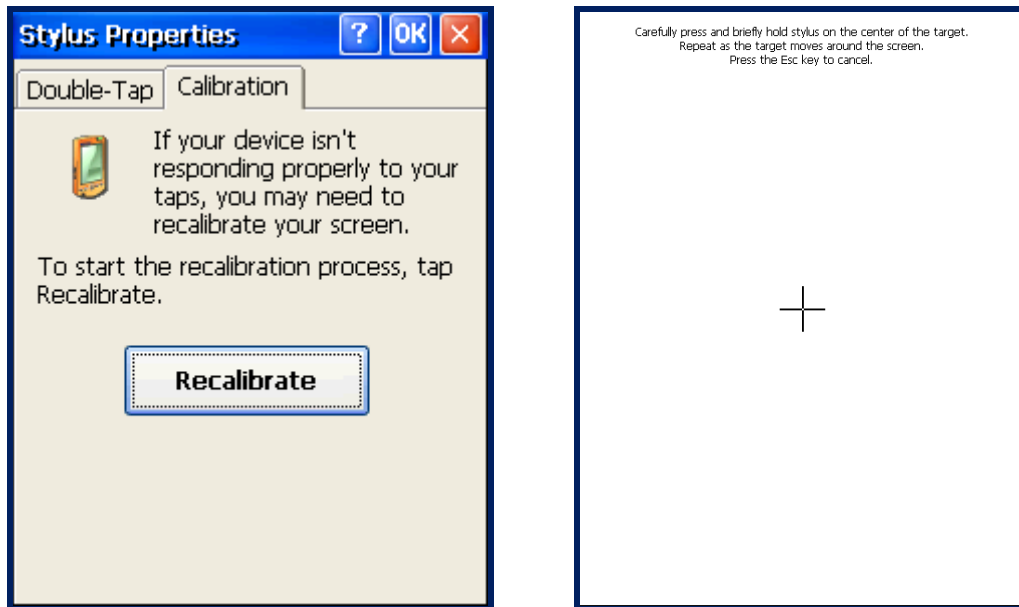 Stylus Properties ? OK ×
Double-Tap Calibration
If your device isn't
responding properly to your
taps, you may need to
recalibrate your screen.
To start the recalibration process, tap
Recalibrate.
Recalibrate
Carefully press and briefly hold stylus on the center of the target.
Repeat as the target moves around the screen.
Press the Esc key to cancel.